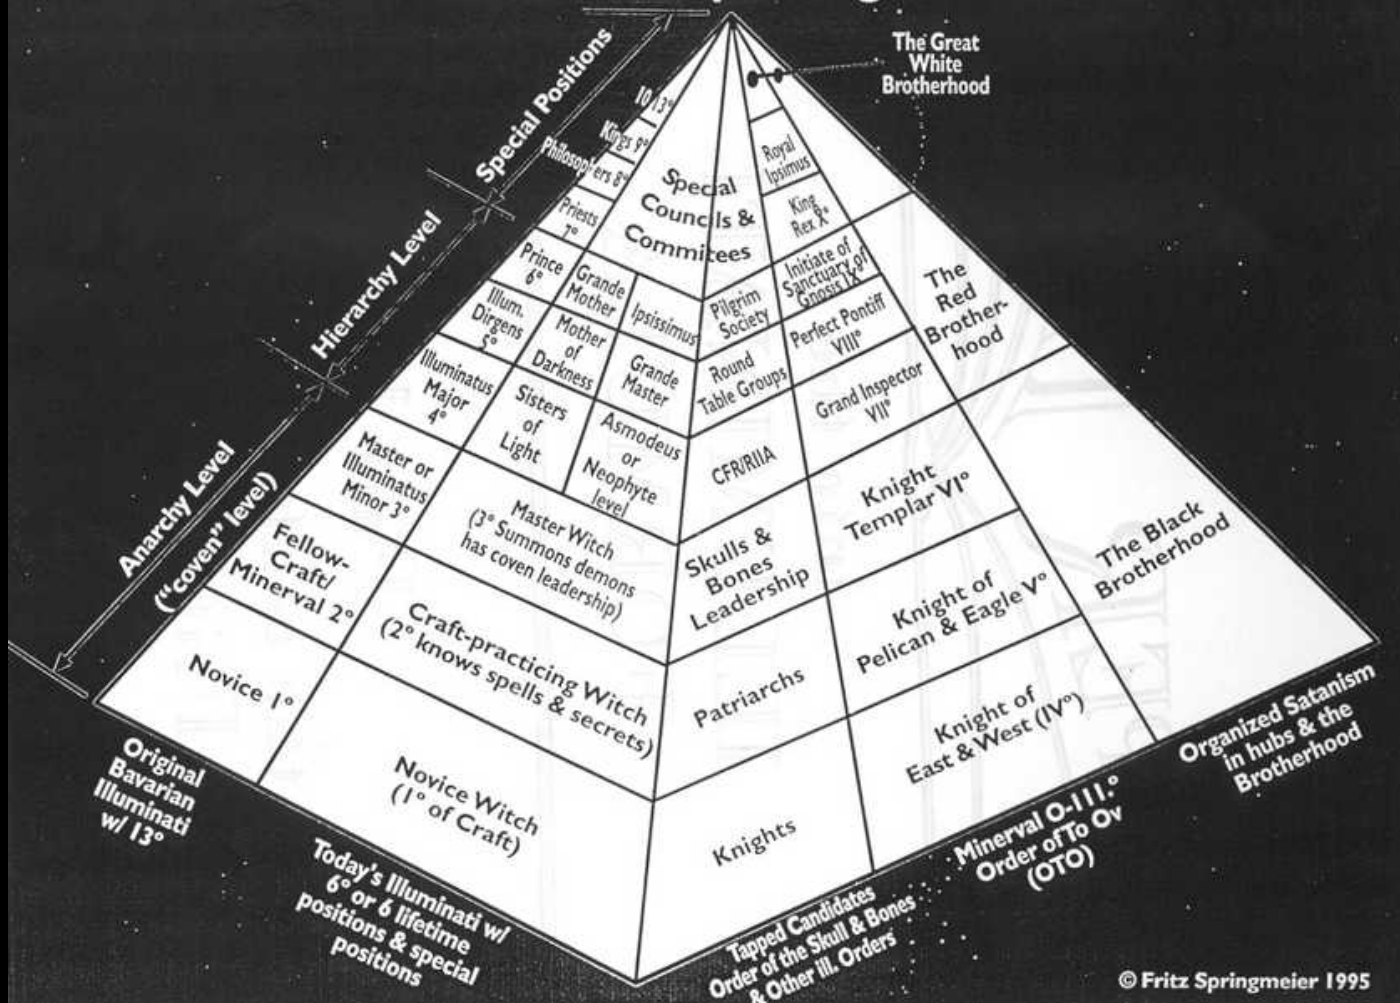 The Great
White
Brotherhood
Special Positions
Hierarchy Level
Anarchy Level
("coven" level)
10 13°
Kings 9°
Philosophers 8°
Priests
7°
Prince
6°
Illum.
Dirgens
5°
Illuminatus
Major
4°
Master or
Illuminatus
Minor 3°
Fellow-
Craft/
Minerval 2°
Novice 1°
Special
Councils &
Commitees
Grande
Mother
Ipsissimus
Mother
of
Darkness
Grande
Master
Sisters
of
Light
Asmodeus
or
Neophyte
level
Master Witch
(3° Summons demons
has coven leadership)
Craft-practicing Witch
(2° knows spells & secrets)
Novice Witch
(1° of Craft)
Pilgrim
Society
Round
Table Groups
CFR/RIIA
Skulls &
Bones
Leadership
Patriarchs
Knights
Royal
Ipsimus
King
Rex X°
Initiate of
Sanctuary of
Gnosis IX°
Perfect Pontiff
VIII°
Grand Inspector
VII°
Knight
Templar VI°
Knight of
Pelican & Eagle V°
Knight of
East & West (IV°)
The
Red
Brother-
hood
The Black
Brotherhood
Original
Bavarian
Illuminati
w/ 13°
Today's Illuminati w/
6° or 6 lifetime
positions & special
positions
Tapped Candidates
Order of the Skull & Bones
& Other ill. Orders
Minerval O-111.°
Order of To Ov
(OTO)
Organized Satanism
in hubs & the
Brotherhood
© Fritz Springmeier 1995